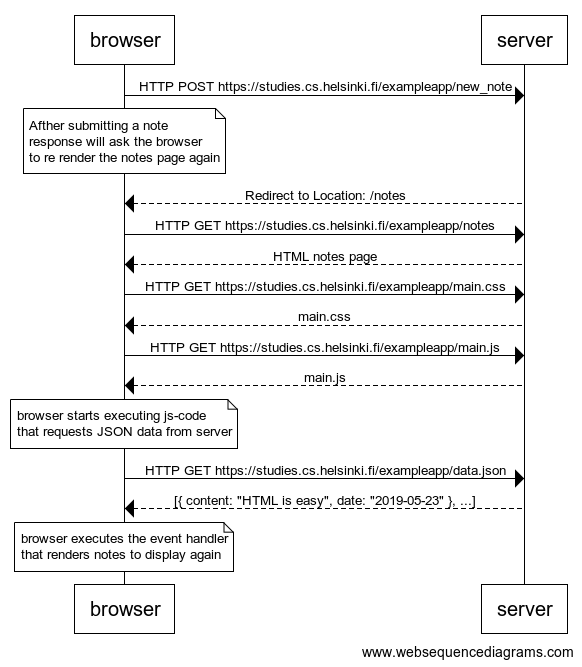 browser server
HTTP POST https://studies.cs.helsinki.fi/exampleapp/new_note
Afther submitting a note
response will ask the browser
to re render the notes page again
Redirect to Location: /notes
HTTP GET https://studies.cs.helsinki.fi/exampleapp/notes
HTML notes page
HTTP GET https://studies.cs.helsinki.fi/exampleapp/main.css
main.css
HTTP GET https://studies.cs.helsinki.fi/exampleapp/main.js
main.js
browser starts executing js-code
that requests JSON data from server
HTTP GET https://studies.cs.helsinki.fi/exampleapp/data.json
[{ content: "HTML is easy", date: "2019-05-23" }, ...]
browser executes the event handler
that renders notes to display again
browser server
www.websequencediagrams.com